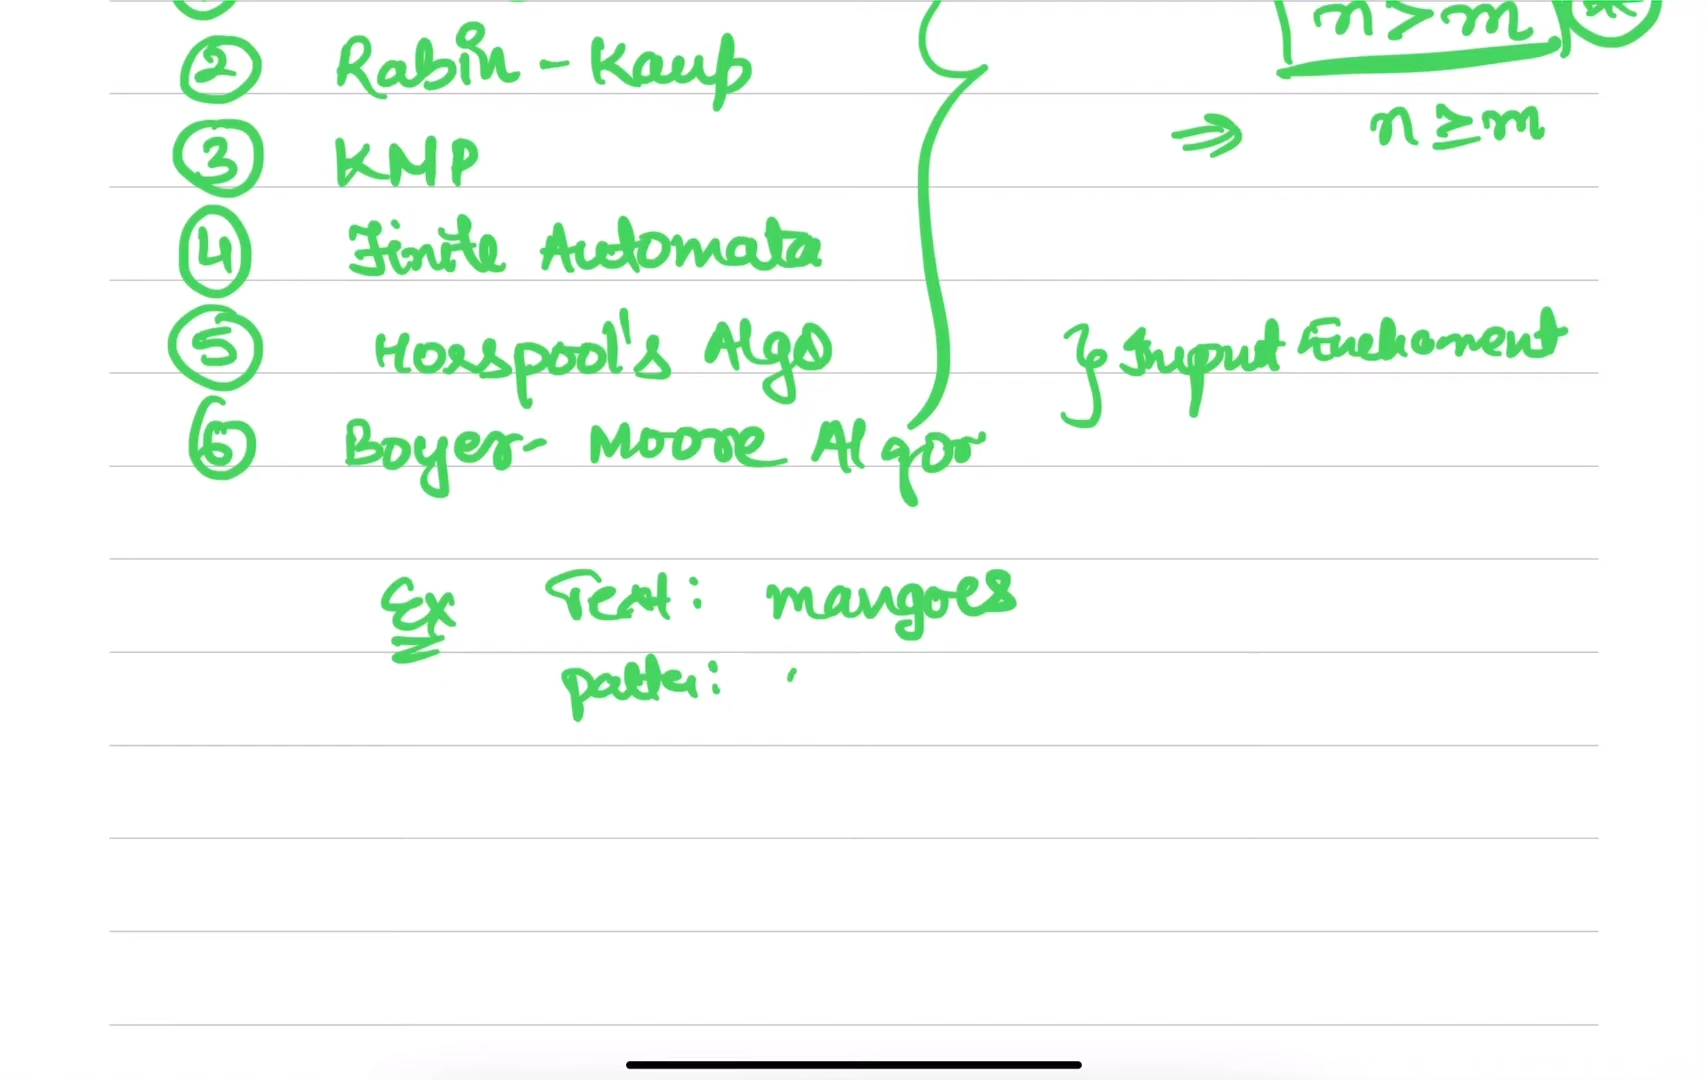 n>m
② Rabin - Kaup
⇒ n ≥ m
③ KMP
④ Finite Automata
⑤ Horspool's Algo } Input Enchament
⑥ Boyer- Moore Algor
Ex Text: mangoes
patter: